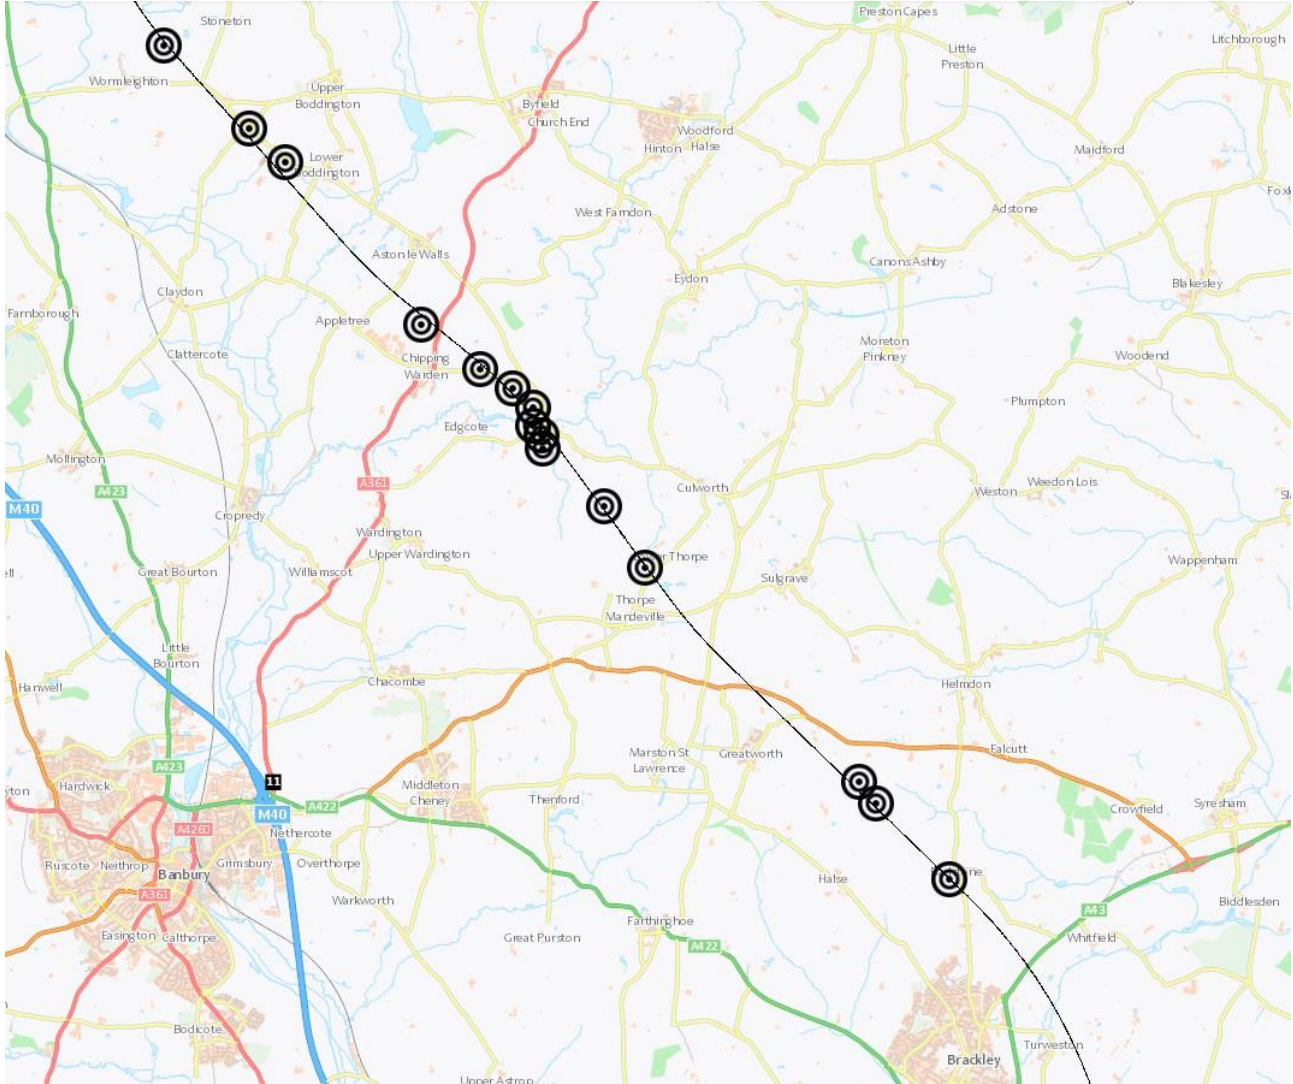 Stoneton
Preston Capes
Litchborough
Little
Preston
Wormleighton
Upper
Boddington
Byfield
Church End
Woodford
Halse
Hinton
Maidford
Lower
Boddington
West Farndon
Adstone
Aston le Walls
Canons Ashby
Eydon
Blakesley
Claydon
Farnborough
Appletree
Moreton
Pinkney
Clattercote
Chipping
Warden
Woodend
Plumpton
Edgcote
Mollington
A361
A423
Culworth
Weston
Weedon Lois
M40
Cropredy
Wardington
Upper Wardington
Wappenham
Great Bourton
Williamscot
Sulgrave
Thorpe
Thorpe
Mandeville
Little
Bourton
Hanwell
Chacombe
Helmdon
Marston St
Lawrence
Greatworth
Falcutt
A423
11
Hardwick
Middleton
Cheney
Thenford
A422
Crowfield
Syresham
M40
A4260
Nethercote
Ruscote
Neithrop
Grimsbury
Overthorpe
Banbury
Halse
A361
Warkworth
Biddlesden
A43
Farthinghoe
Easington
Calthorpe
Great Purston
A422
Whitfield
Bodicote
Turweston
Brackley
Upper Astrop